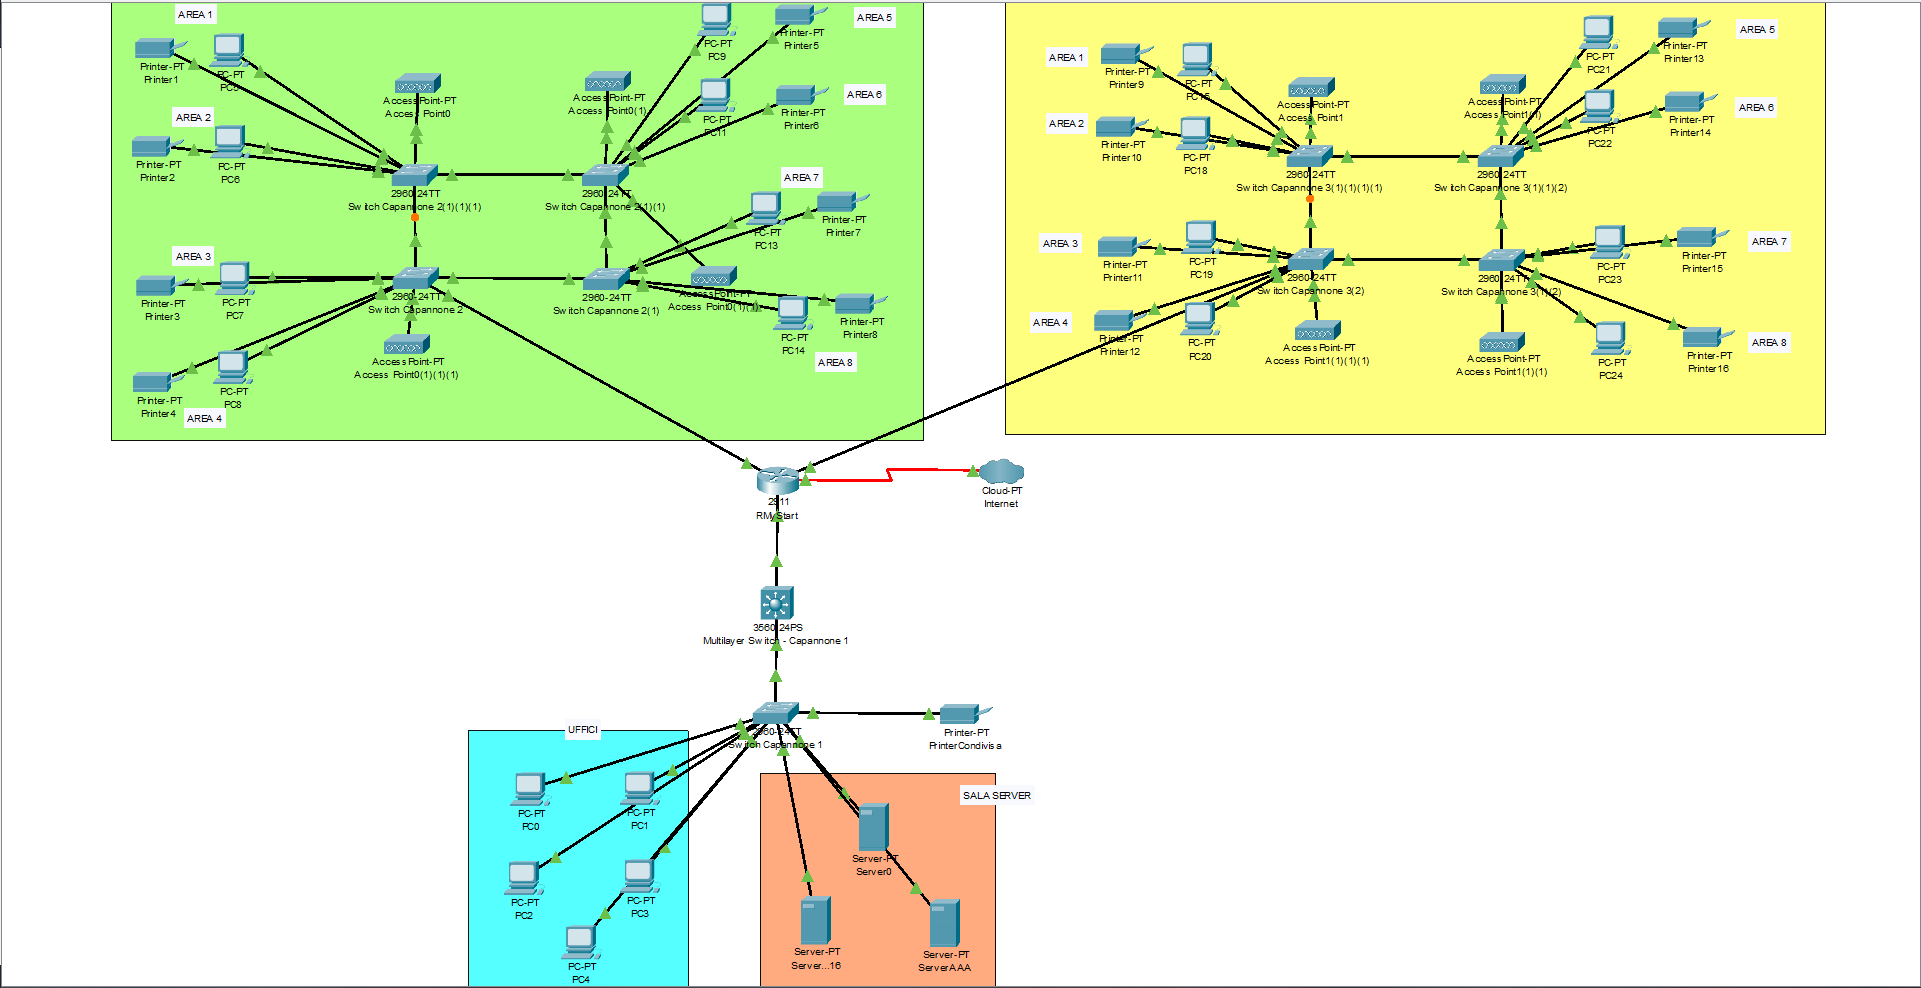 AREA 1
Printer-PT
Printer1
PC-PT
PC5
AREA 2
Printer-PT
Printer2
PC-PT
PC6
Access Point-PT
Access Point0
2960-24TT
Switch Capannone 2(1)(1)(1)
AREA 3
Printer-PT
Printer3
PC-PT
PC7
2960-24TT
Switch Capannone 2
Access Point-PT
Access Point0(1)(1)(1)
Printer-PT
Printer4
PC-PT
PC8
AREA 4
PC-PT
PC9
Printer-PT
Printer5
AREA 5
Access Point-PT
Access Point0(1)
PC-PT
PC11
Printer-PT
Printer6
AREA 6
2960-24TT
Switch Capannone 2(1)(1)
AREA 7
PC-PT
PC13
Printer-PT
Printer7
2960-24TT
Switch Capannone 2(1)
Access Point-PT
PC-PT
PC14
Printer-PT
Printer8
AREA 8
AREA 1
Printer-PT
Printer9
PC-PT
AREA 2
Printer-PT
Printer10
PC-PT
PC18
Access Point-PT
Access Point1
2960-24TT
Switch Capannone 3(1)(1)(1)(1)
AREA 3
Printer-PT
Printer11
PC-PT
PC19
2960-24TT
Switch Capannone 3(2)
AREA 4
Printer-PT
Printer12
PC-PT
PC20
Access Point-PT
Access Point1(1)(1)(1)
PC-PT
PC21
Printer-PT
Printer13
AREA 5
Access Point-PT
Access Point1(1)
PC-PT
PC22
Printer-PT
Printer14
AREA 6
2960-24TT
Switch Capannone 3(1)(1)(2)
PC-PT
PC23
Printer-PT
Printer15
AREA 7
2960-24TT
Switch Capannone 3(1)(2)
Access Point-PT
Access Point1(1)(1)
PC-PT
PC24
Printer-PT
Printer16
AREA 8
2911
RM-Start
Cloud-PT
Internet
3560-24PS
Multilayer Switch - Capannone 1
2960-24TT
Switch Capannone 1
Printer-PT
PrinterCondivisa
UFFICI
PC-PT
PC0
PC-PT
PC1
PC-PT
PC2
PC-PT
PC3
PC-PT
PC4
SALA SERVER
Server-PT
Server0
Server-PT
Server...16
Server-PT
ServerAAA